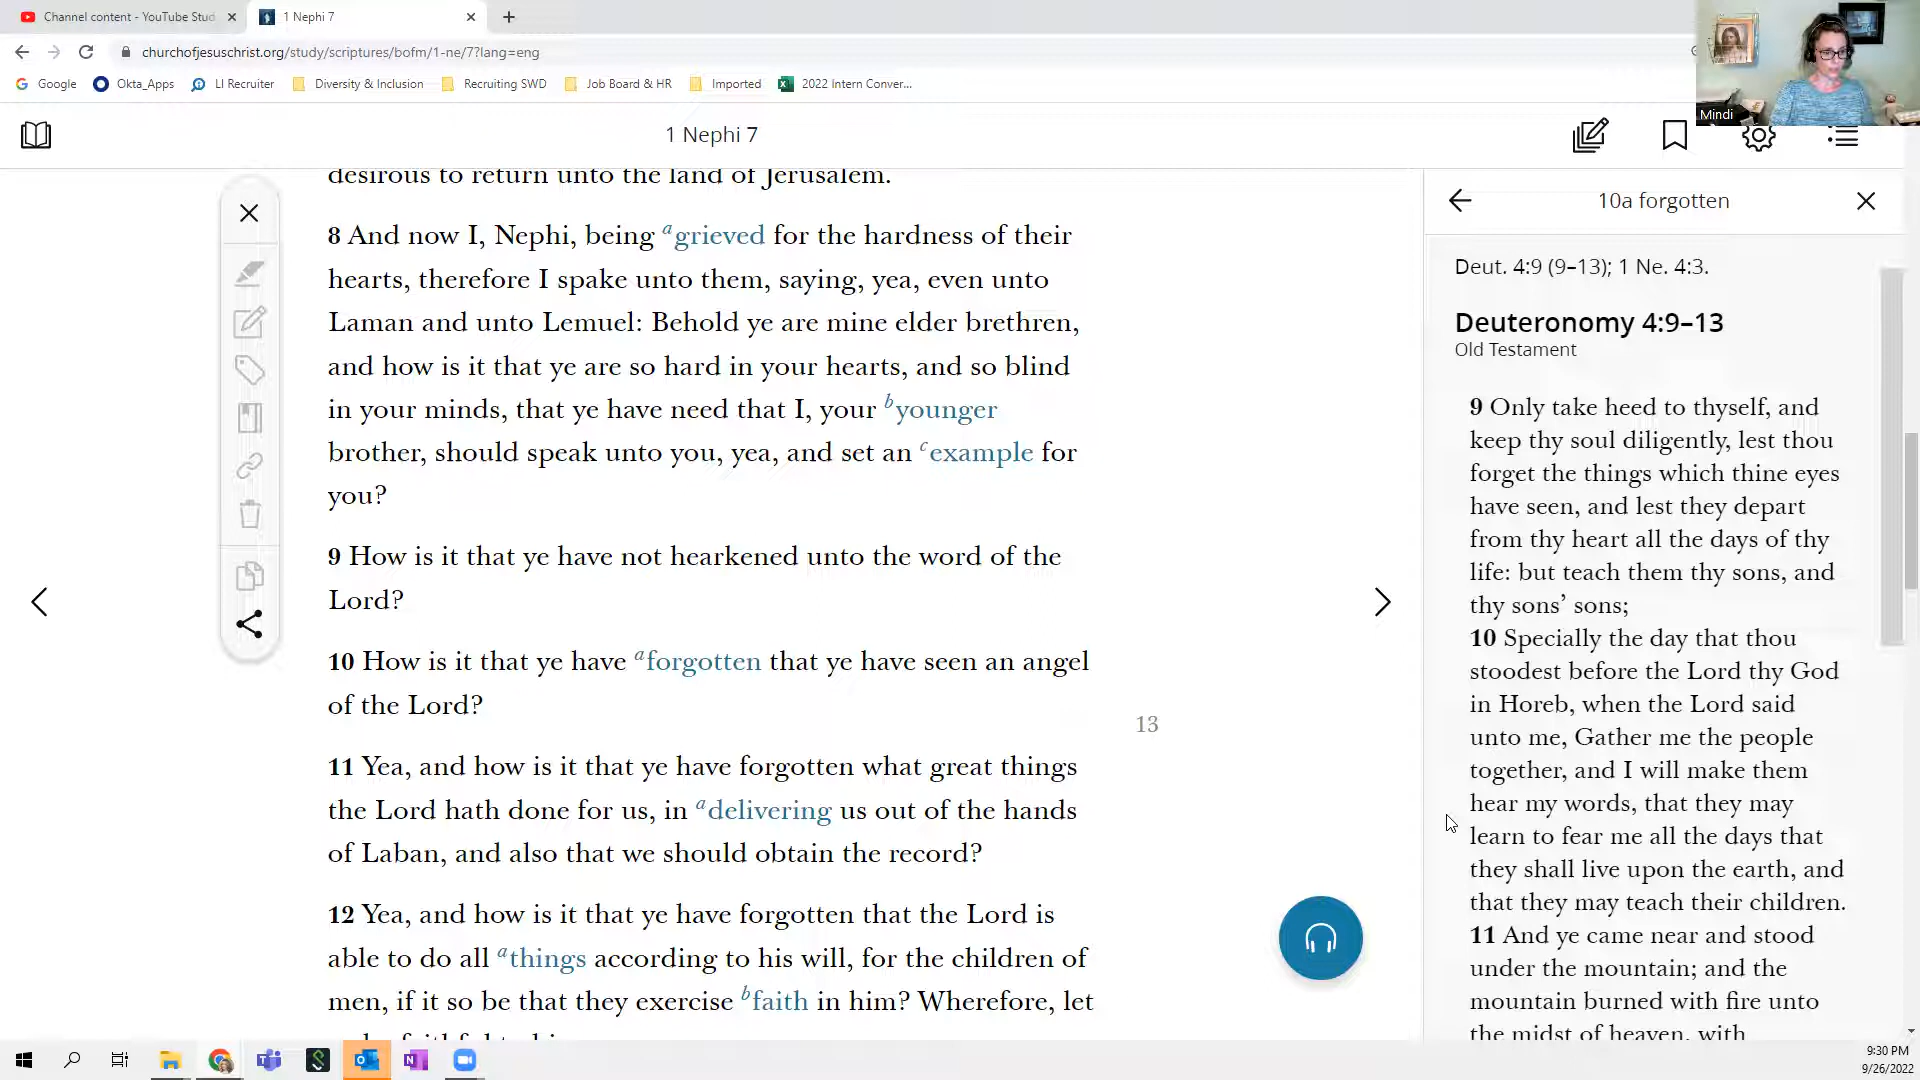 Channel content - YouTube Stud
1 Nephi 7
churchofjesuschrist.org/study/scriptures/bofm/1-ne/7?lang=eng
Google
Okta_Apps
LI Recruiter
Diversity & Inclusion
Recruiting SWD
Job Board & HR
Imported
2022 Intern Conver...
Mindi
1 Nephi 7
desirous to return unto the land of Jerusalem.
8 And now I, Nephi, being a grieved for the hardness of their
hearts, therefore I spake unto them, saying, yea, even unto
Laman and unto Lemuel: Behold ye are mine elder brethren,
and how is it that ye are so hard in your hearts, and so blind
in your minds, that ye have need that I, your b younger
brother, should speak unto you, yea, and set an c example for
you?
9 How is it that ye have not hearkened unto the word of the
Lord?
10 How is it that ye have a forgotten that ye have seen an angel
of the Lord?
13
11 Yea, and how is it that ye have forgotten what great things
the Lord hath done for us, in a delivering us out of the hands
of Laban, and also that we should obtain the record?
12 Yea, and how is it that ye have forgotten that the Lord is
able to do all a things according to his will, for the children of
men, if it so be that they exercise b faith in him? Wherefore, let
10a forgotten
Deut. 4:9 (9–13); 1 Ne. 4:3.
Deuteronomy 4:9–13
Old Testament
9 Only take heed to thyself, and
keep thy soul diligently, lest thou
forget the things which thine eyes
have seen, and lest they depart
from thy heart all the days of thy
life: but teach them thy sons, and
thy sons’ sons;
10 Specially the day that thou
stoodest before the Lord thy God
in Horeb, when the Lord said
unto me, Gather me the people
together, and I will make them
hear my words, that they may
learn to fear me all the days that
they shall live upon the earth, and
that they may teach their children.
11 And ye came near and stood
under the mountain; and the
mountain burned with fire unto
the midst of heaven, with
9:30 PM
9/26/2022